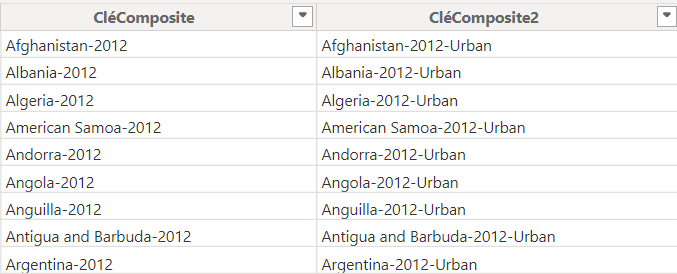 CléComposite CléComposite2
Afghanistan-2012 Afghanistan-2012-Urban
Albania-2012 Albania-2012-Urban
Algeria-2012 Algeria-2012-Urban
American Samoa-2012 American Samoa-2012-Urban
Andorra-2012 Andorra-2012-Urban
Angola-2012 Angola-2012-Urban
Anguilla-2012 Anguilla-2012-Urban
Antigua and Barbuda-2012 Antigua and Barbuda-2012-Urban
Argentina-2012 Argentina-2012-Urban